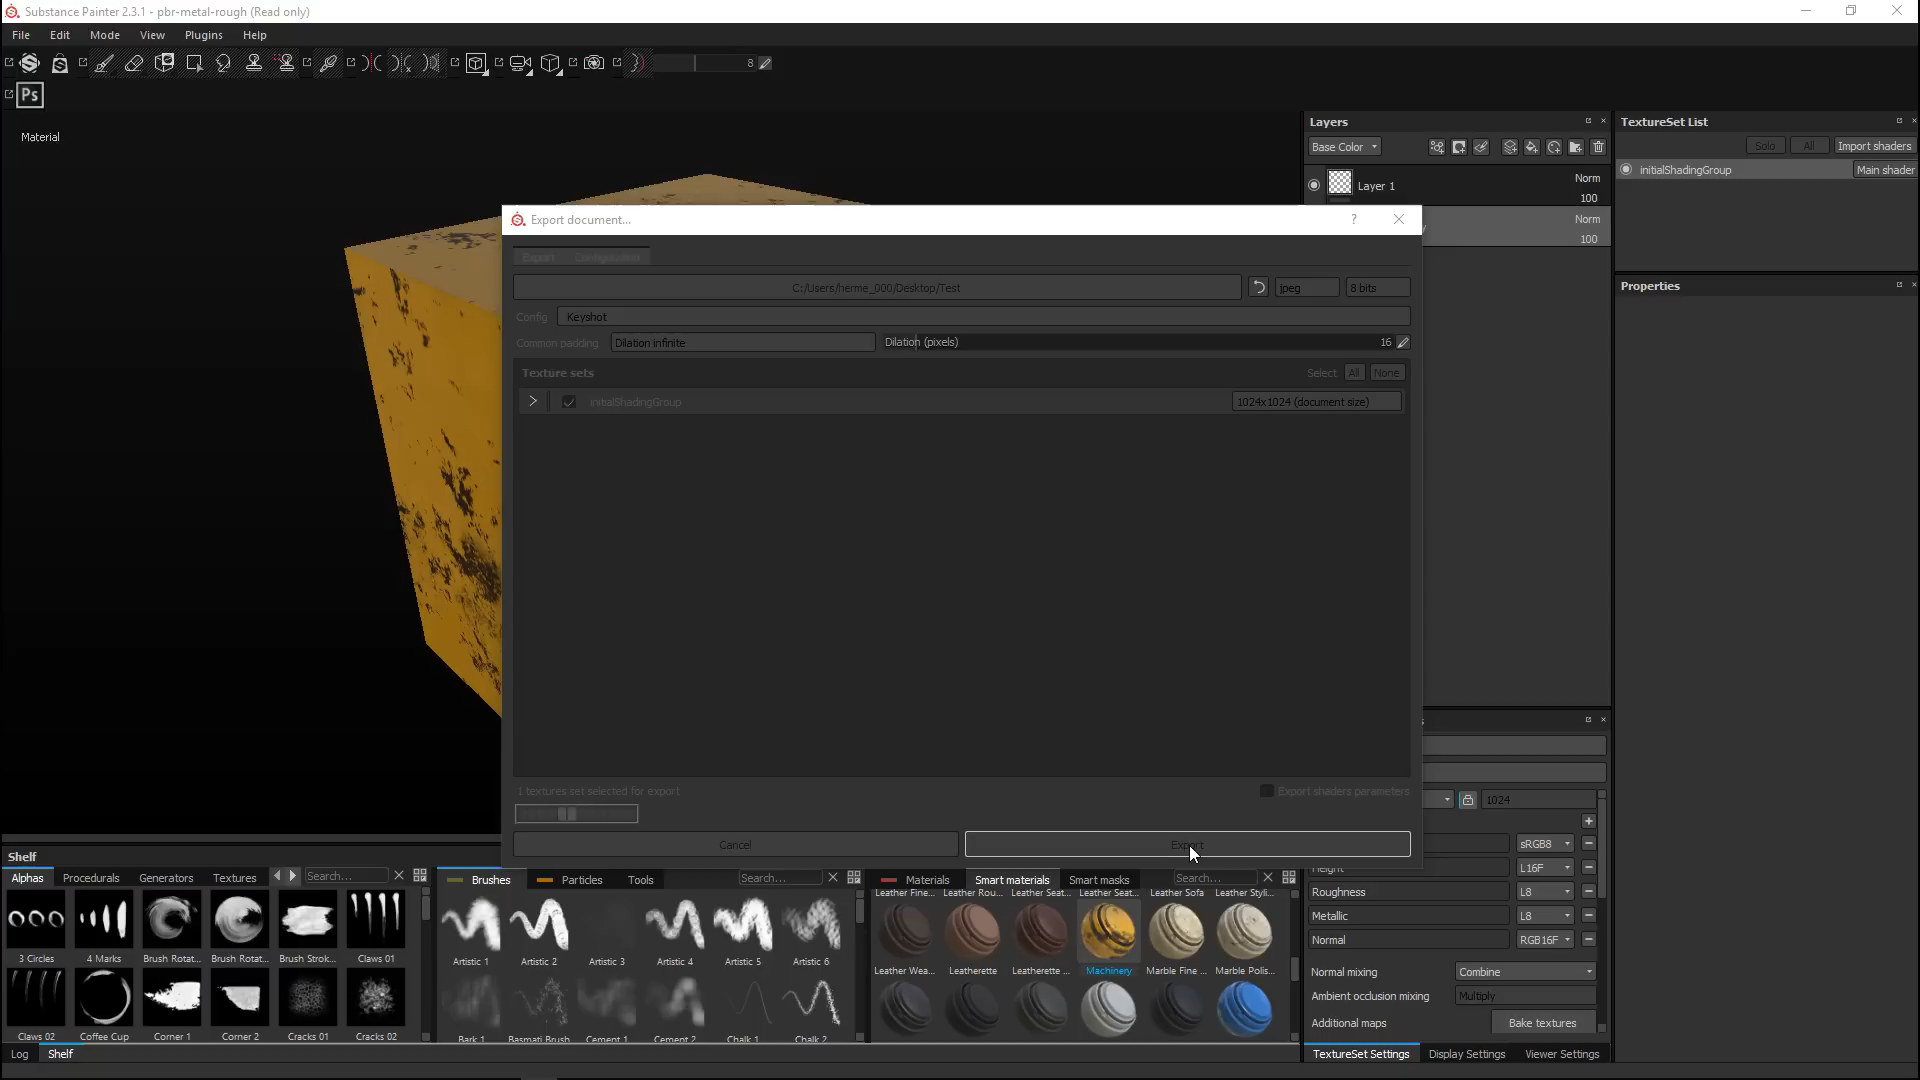 Substance Painter 2.3.1 - pbr-metal-rough (Read only)
File Edit Mode View Plugins Help
8
Ps
Material
Layers
Base Color
Layer 1 Norm
100
Norm
100
TextureSet List
Solo All Import shaders
initialShadingGroup Main shader
Properties
Export document... ?
Export Configuration
C:/Users/herme_000/Desktop/Test jpeg 8 bits
Config Keyshot
Common padding Dilation infinite Dilation (pixels) 16
Texture sets Select All None
initialShadingGroup 1024x1024 (document size)
1 textures set selected for export Export shaders parameters
Cancel Export
1024
sRGB8
Height L16F
Roughness L8
Metallic L8
Normal RGB16F
Normal mixing Combine
Ambient occlusion mixing Multiply
Additional maps Bake textures
TextureSet Settings Display Settings Viewer Settings
Shelf
Alphas Procedurals Generators Textures Search...
3 Circles 4 Marks Brush Rotat... Brush Rotat... Brush Strok... Claws 01
Claws 02 Coffee Cup Corner 1 Corner 2 Cracks 01 Cracks 02
Brushes Particles Tools Search...
Artistic 1 Artistic 2 Artistic 3 Artistic 4 Artistic 5 Artistic 6
Bark 1 Basmati Brush Cement 1 Cement 2 Chalk 1 Chalk 2
Materials Smart materials Smart masks Search...
Leather Fine... Leather Rou... Leather Seat... Leather Seat... Leather Sofa Leather Styli...
Leather Wea... Leatherette Leatherette ... Machinery Marble Fine ... Marble Polis...
Log Shelf